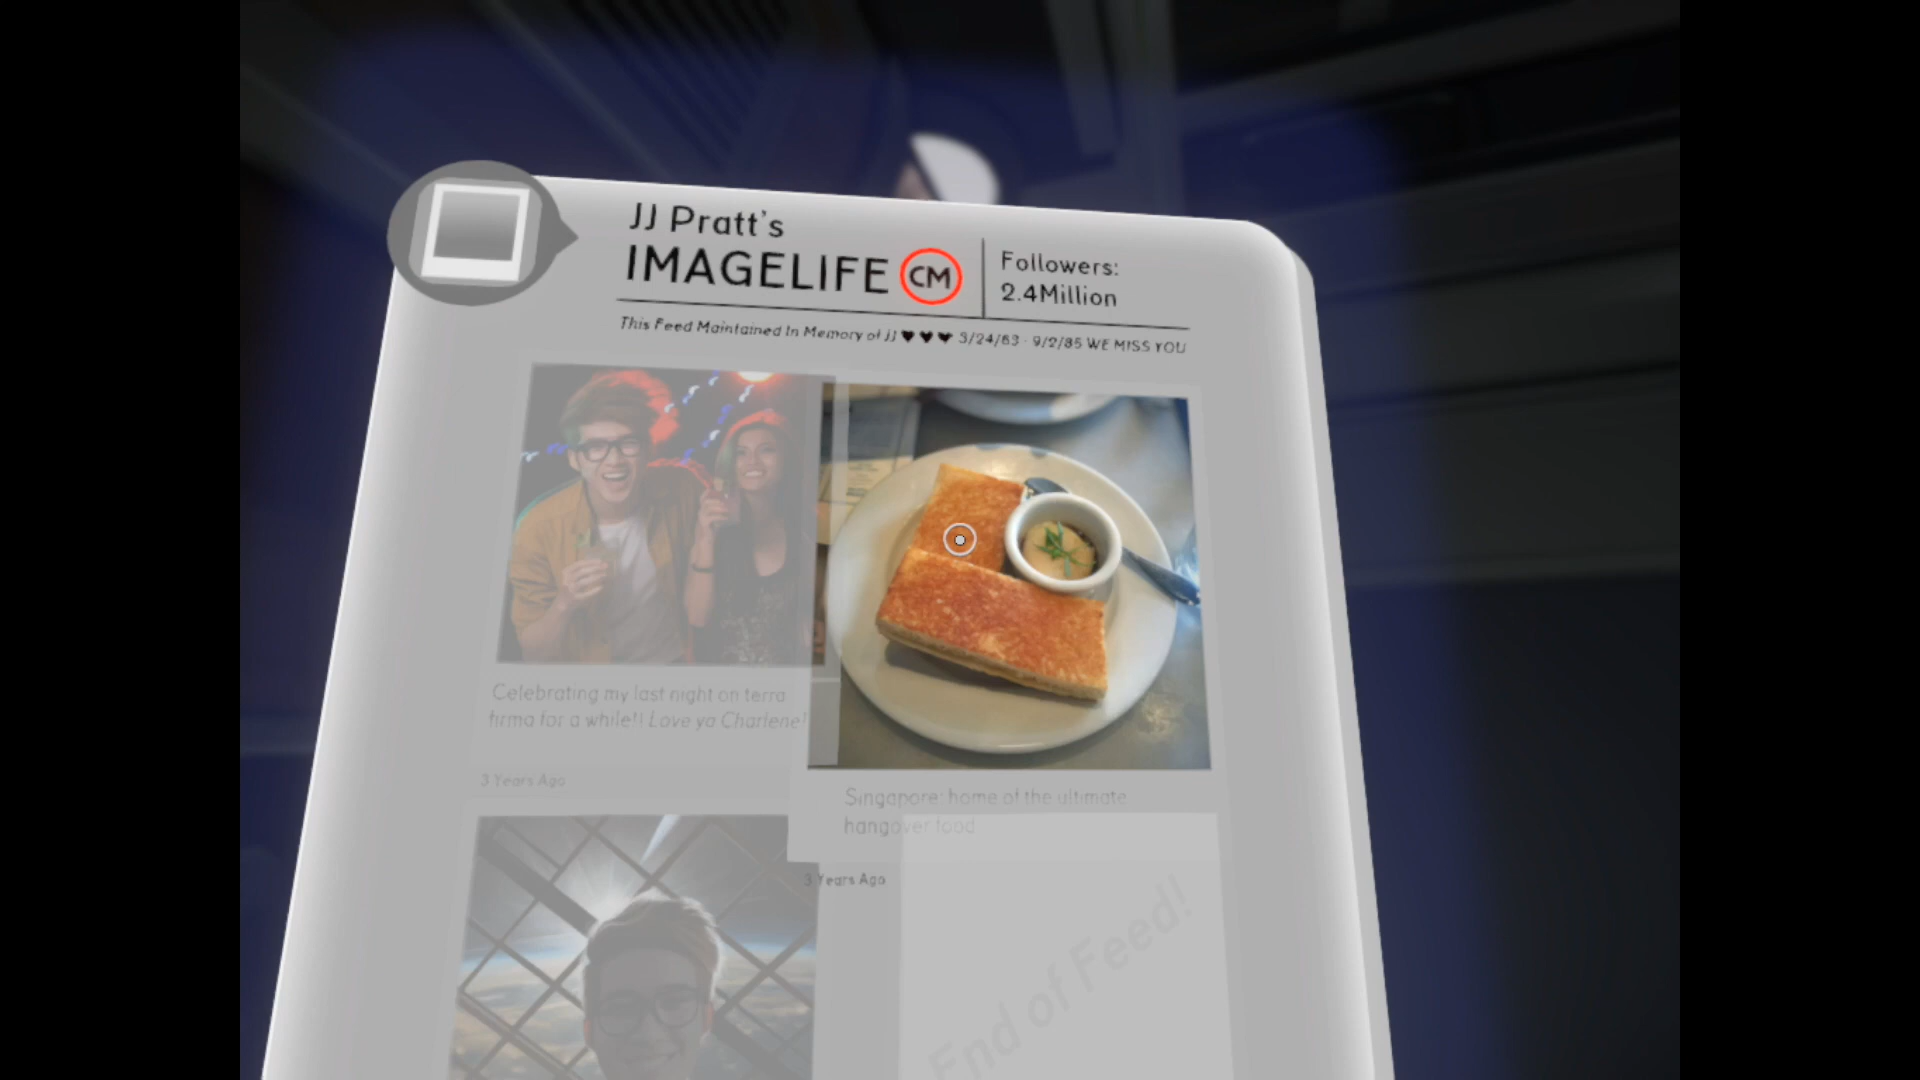 JJ Pratt's
IMAGELIFE CM
Followers:
2.4Million
This Feed Maintained In Memory of JJ ♥ ♥ ♥ 3/24/63 - 9/2/85 WE MISS YOU
Celebrating my last night on terra
firma for a while!! Love ya Charlene!
3 Years Ago
Singapore: home of the ultimate
hangover food
3 Years Ago
End of Feed!